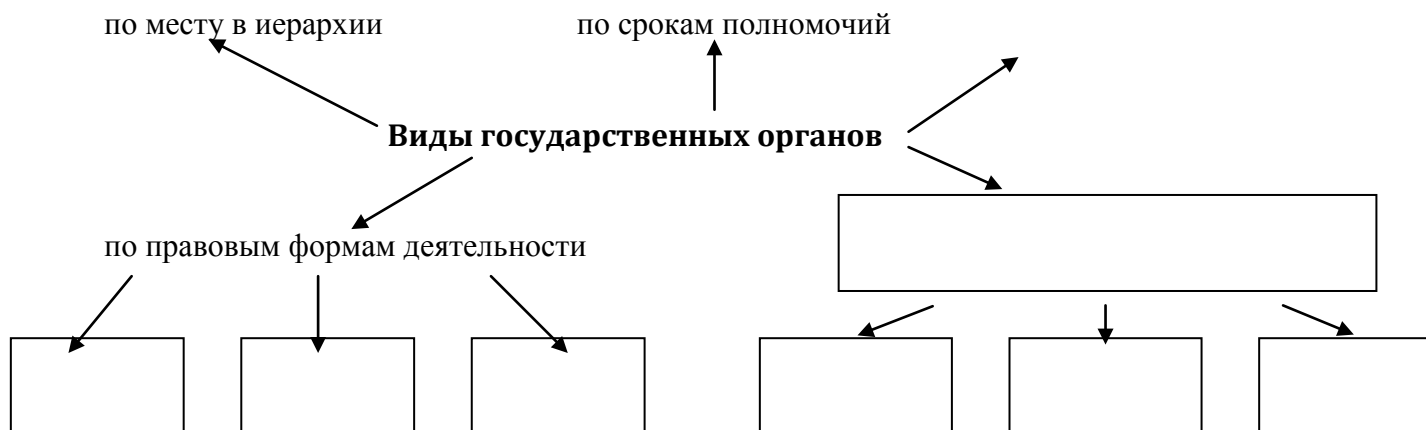 по месту в иерархии
по срокам полномочий
Виды государственных органов
по правовым формам деятельности